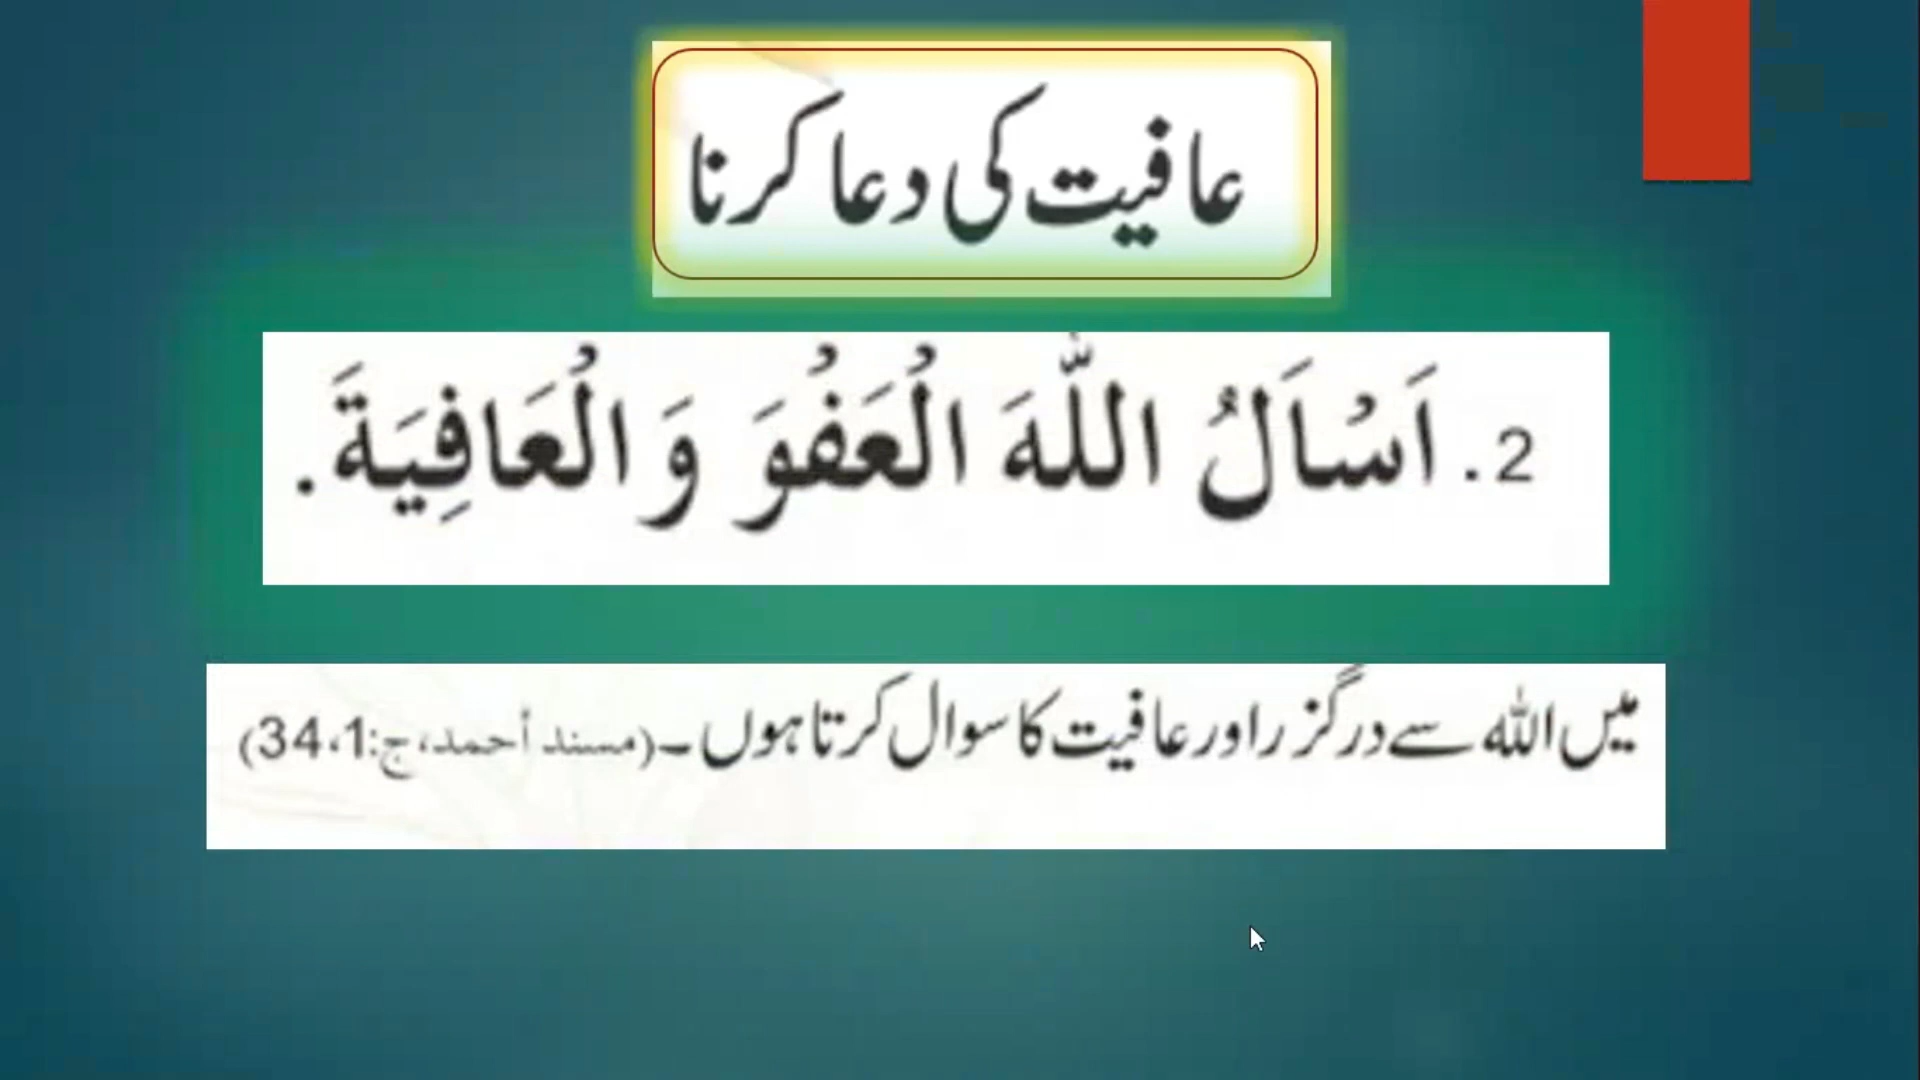 عافیت کی دعا کرنا
2. اَسْاَلُ اللّٰهَ الْعَفْوَ وَ الْعَافِيَةَ.
میں اللہ سے درگزر اور عافیت کا سوال کرتا ہوں۔ (مسند أحمد، ج:34،1)